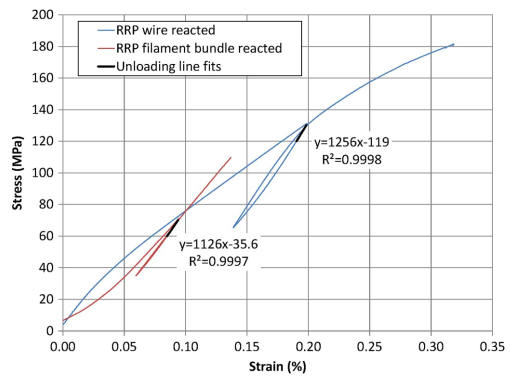 200
180
160
140
120
100
80
60
40
20
0
Stress (MPa)
RRP wire reacted
RRP filament bundle reacted
Unloading line fits
y=1256x-119
R²=0.9998
y=1126x-35.6
R²=0.9997
0.00 0.05 0.10 0.15 0.20 0.25 0.30 0.35
Strain (%)